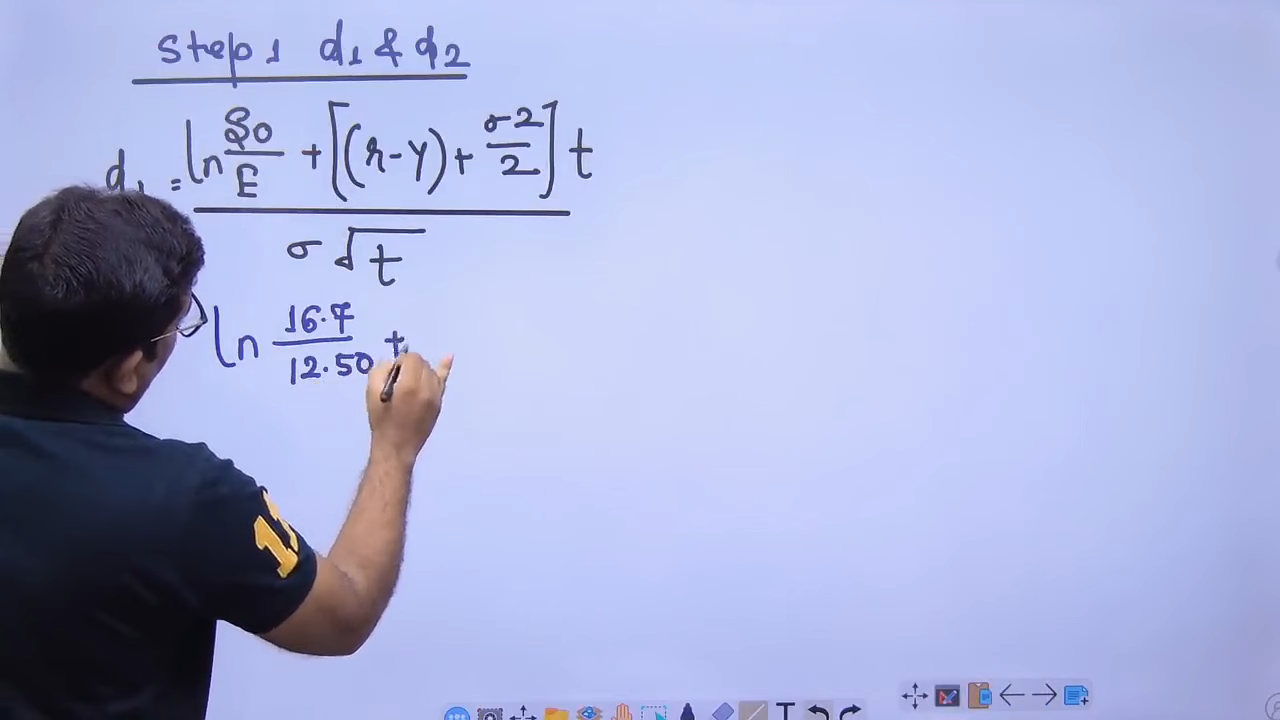 Step 1 d1 & d2
d1 = ln S0/E + [(r-y) + σ2/2] t
σ √t
ln 16.7/12.50 +